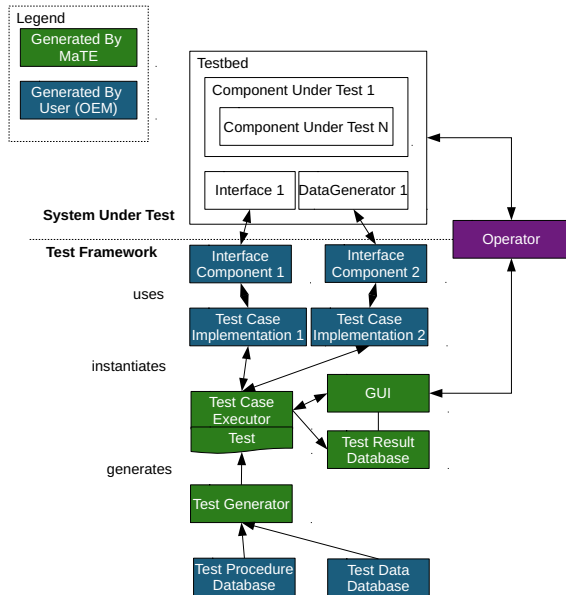 Legend
Generated By
MaTE
Generated By
User (OEM)
Testbed
Component Under Test 1
Component Under Test N
Interface 1
DataGenerator 1
System Under Test
Operator
Test Framework
Interface
Component 1
Interface
Component 2
uses
Test Case
Implementation 1
Test Case
Implementation 2
instantiates
Test Case
Executor
GUI
Test
Test Result
Database
generates
Test Generator
Test Procedure
Database
Test Data
Database